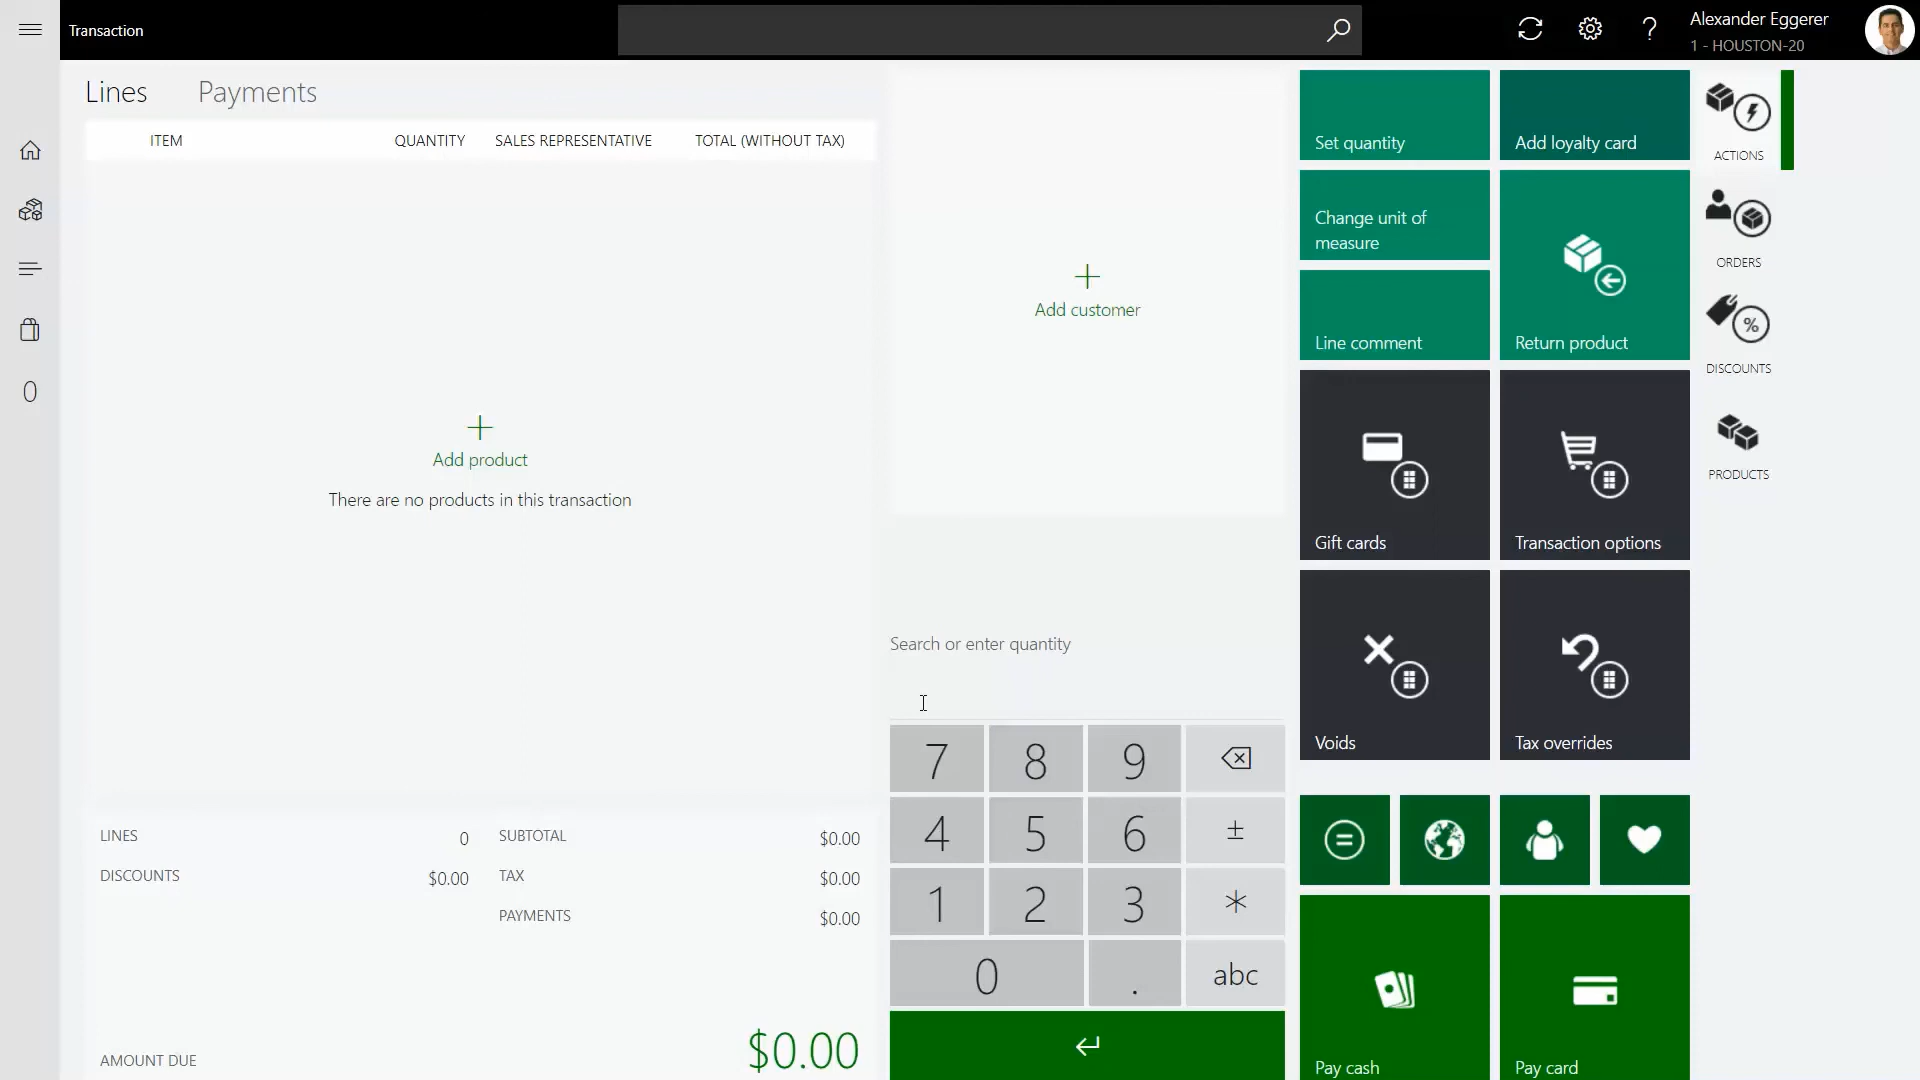 Transaction
Alexander Eggerer
1 - HOUSTON-20
Lines
Payments
ITEM
QUANTITY
SALES REPRESENTATIVE
TOTAL (WITHOUT TAX)
Add product
There are no products in this transaction
0
LINES
0
SUBTOTAL
$0.00
DISCOUNTS
$0.00
TAX
$0.00
PAYMENTS
$0.00
AMOUNT DUE
$0.00
Add customer
Search or enter quantity
7
8
9
4
5
6
±
1
2
3
*
0
.
abc
Set quantity
Add loyalty card
Change unit of
measure
Line comment
Return product
Gift cards
Transaction options
Voids
Tax overrides
Pay cash
Pay card
ACTIONS
ORDERS
%
DISCOUNTS
PRODUCTS